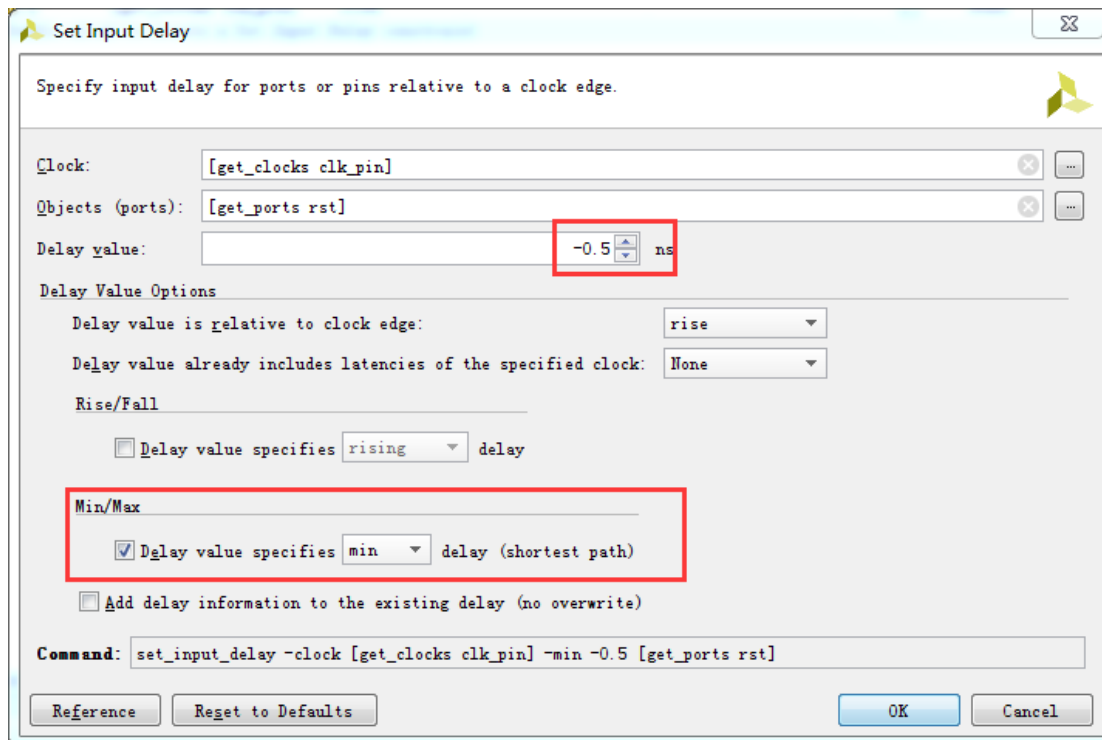 Set Input Delay
Specify input delay for ports or pins relative to a clock edge.
Clock: [get_clocks clk_pin] ...
Objects (ports): [get_ports rst] ...
Delay value: -0.5 ns
Delay Value Options
Delay value is relative to clock edge: rise
Delay value already includes latencies of the specified clock: None
Rise/Fall
Delay value specifies rising delay
Min/Max
Delay value specifies min delay (shortest path)
Add delay information to the existing delay (no overwrite)
Command: set_input_delay -clock [get_clocks clk_pin] -min -0.5 [get_ports rst]
Reference Reset to Defaults OK Cancel